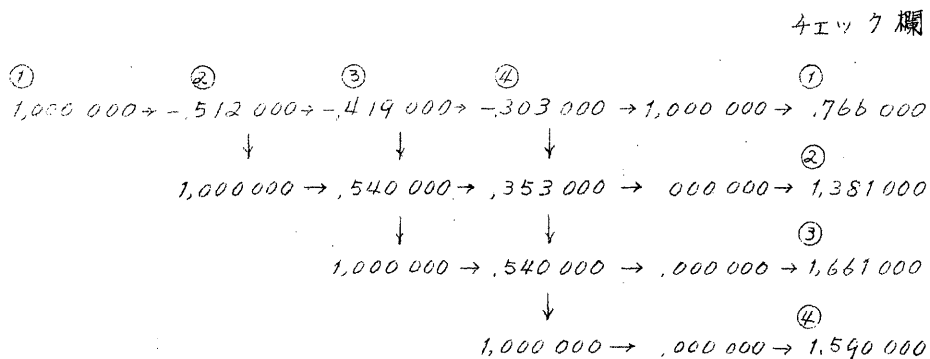 チェック欄
① ② ③ ④ ①
1,000 000 → -.512 000 → -.419 000 → -.303 000 → 1,000 000 → .766 000
↓ ↓ ↓ ②
1,000 000 → .540 000 → .353 000 → 000 000 → 1,381 000
↓ ↓ ③
1,000 000 → .540 000 → .000 000 → 1,661 000
↓ ④
1,000 000 → .000 000 → 1.590 000